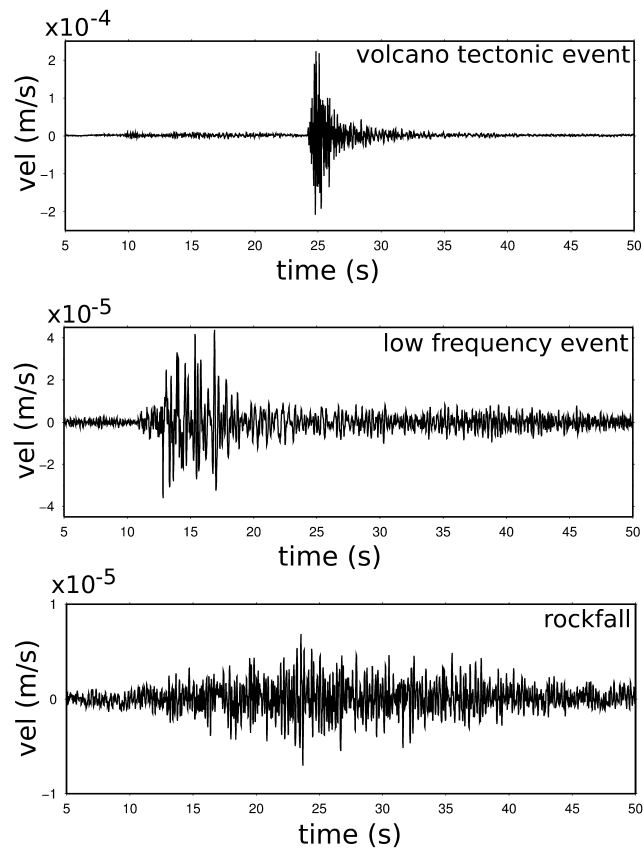 x10-4
volcano tectonic event
vel (m/s)
2
1
0
−1
−2
5 10 15 20 25 30 35 40 45 50
time (s)
x10-5
low frequency event
vel (m/s)
4
2
0
−2
−4
5 10 15 20 25 30 35 40 45 50
time (s)
x10-5
rockfall
vel (m/s)
1
0
−1
5 10 15 20 25 30 35 40 45 50
time (s)